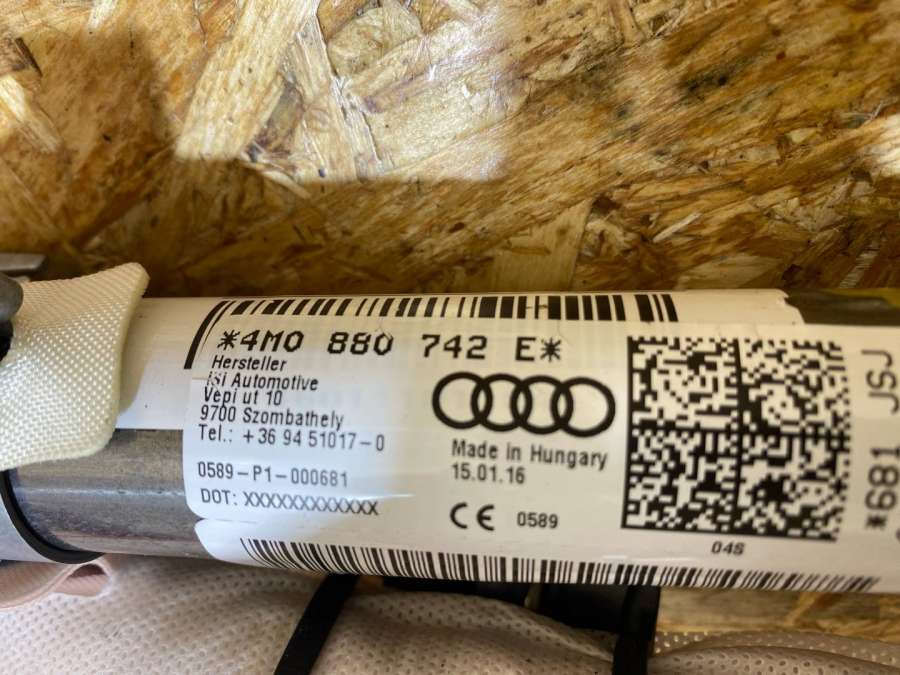 *4M0 880 742 E*
Hersteller
iSi Automotive
Vepi ut 10
9700 Szombathely
Tel.: +36 94 51017-0
0589-P1-000681
DOT: XXXXXXXXXXXX
Made in Hungary
15.01.16
CE 0589
04S
*681 JSJ